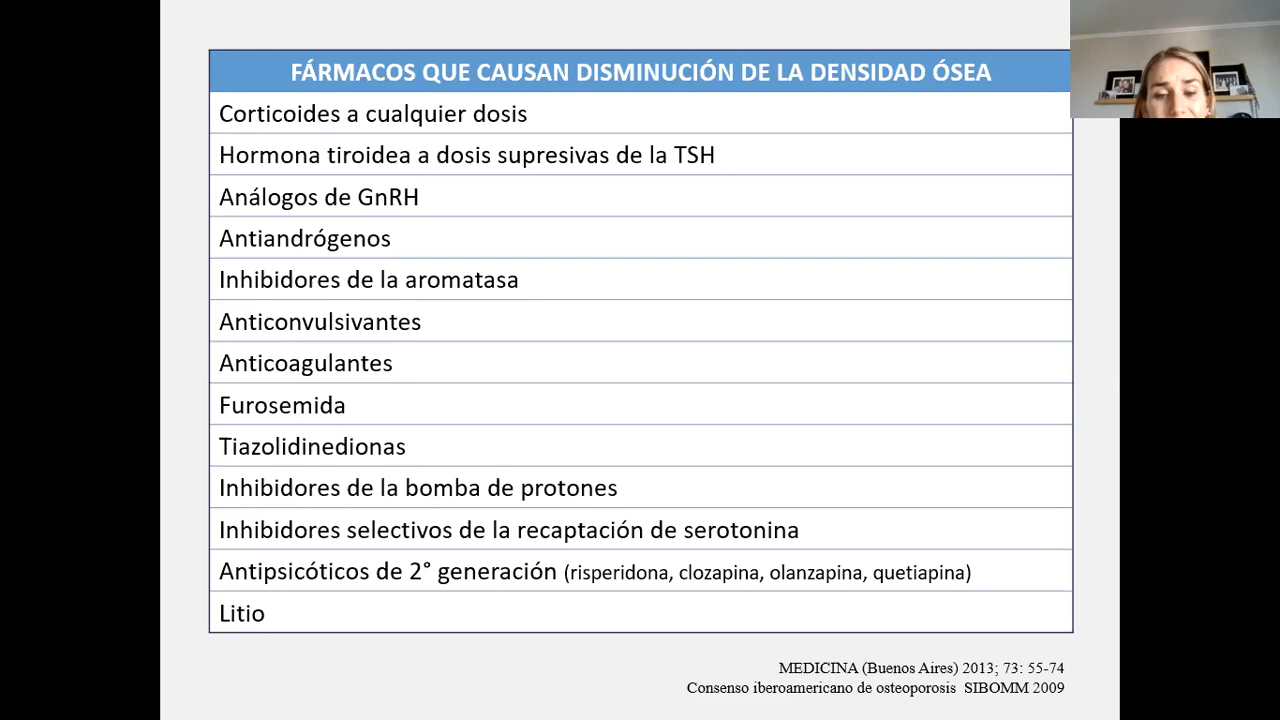 FÁRMACOS QUE CAUSAN DISMINUCIÓN DE LA DENSIDAD ÓSEA
Corticoides a cualquier dosis
Hormona tiroidea a dosis supresivas de la TSH
Análogos de GnRH
Antiandrógenos
Inhibidores de la aromatasa
Anticonvulsivantes
Anticoagulantes
Furosemida
Tiazolidinedionas
Inhibidores de la bomba de protones
Inhibidores selectivos de la recaptación de serotonina
Antipsicóticos de 2° generación (risperidona, clozapina, olanzapina, quetiapina)
Litio
MEDICINA (Buenos Aires) 2013; 73: 55-74
Consenso iberoamericano de osteoporosis SIBOMM 2009